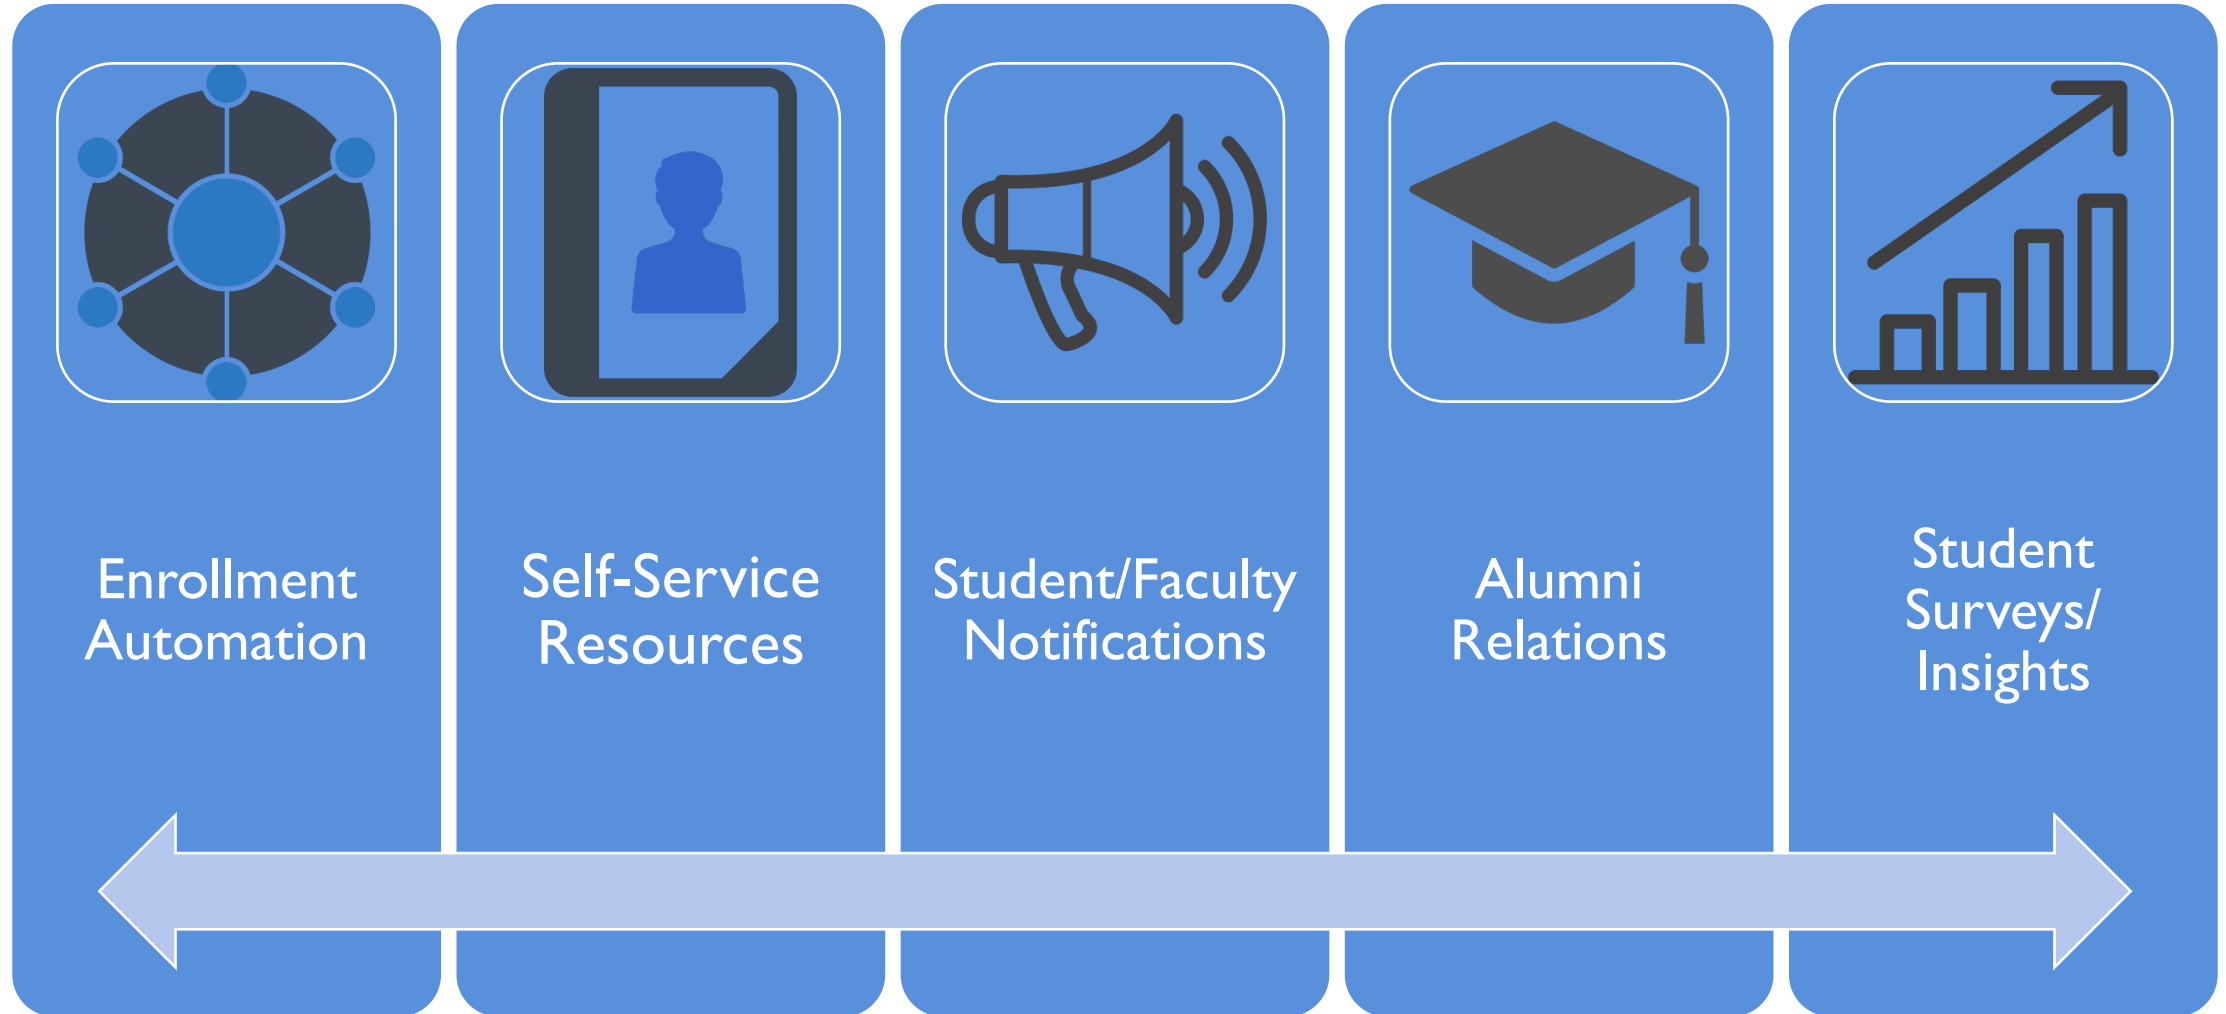 Enrollment
Automation
Self-Service
Resources
Student/Faculty
Notifications
Alumni
Relations
Student
Surveys/
Insights